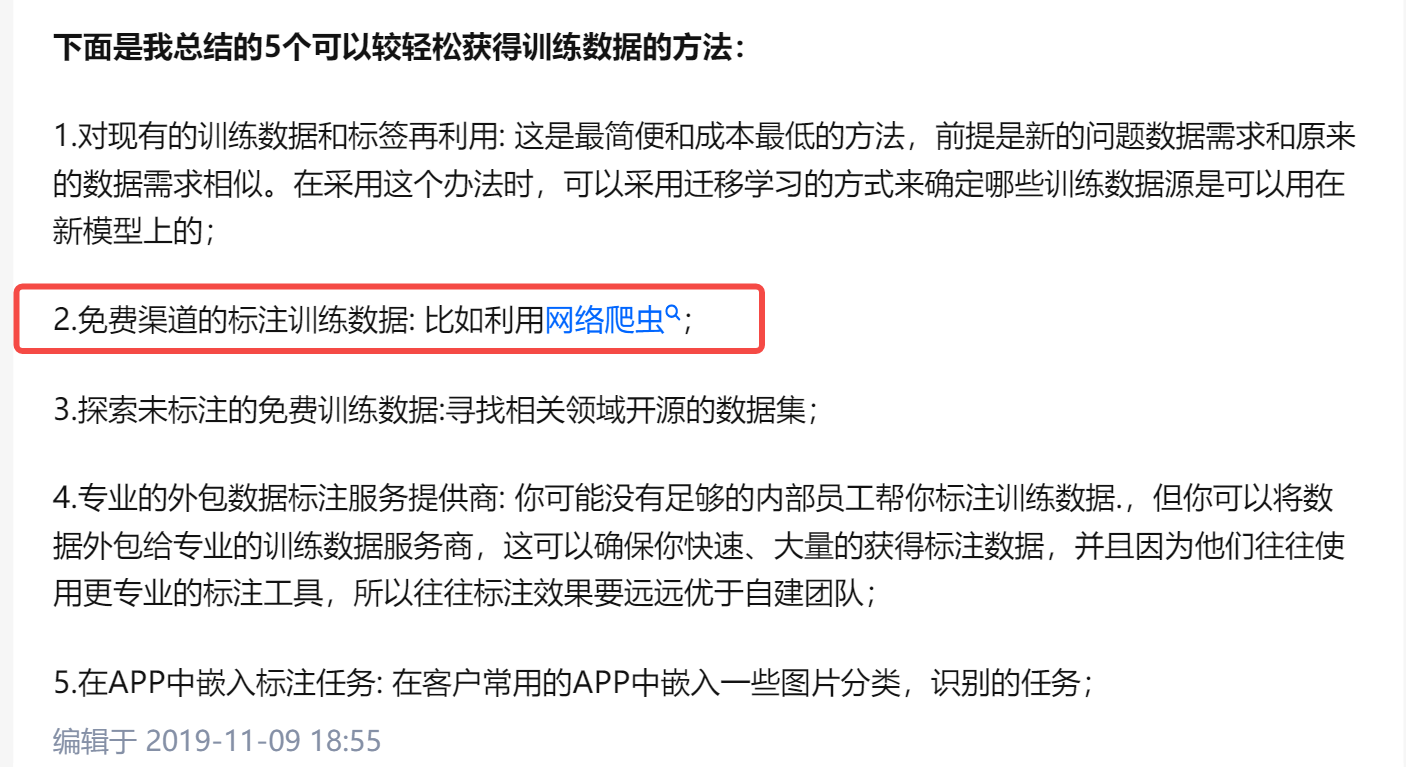 下面是我总结的5个可以较轻松获得训练数据的方法：
1.对现有的训练数据和标签再利用: 这是最简便和成本最低的方法，前提是新的问题数据需求和原来
的数据需求相似。在采用这个办法时，可以采用迁移学习的方式来确定哪些训练数据源是可以用在
新模型上的；
2.免费渠道的标注训练数据: 比如利用网络爬虫；
3.探索未标注的免费训练数据:寻找相关领域开源的数据集；
4.专业的外包数据标注服务提供商: 你可能没有足够的内部员工帮你标注训练数据.，但你可以将数
据外包给专业的训练数据服务商，这可以确保你快速、大量的获得标注数据，并且因为他们往往使
用更专业的标注工具，所以往往标注效果要远远优于自建团队；
5.在APP中嵌入标注任务: 在客户常用的APP中嵌入一些图片分类，识别的任务；
编辑于 2019-11-09 18:55